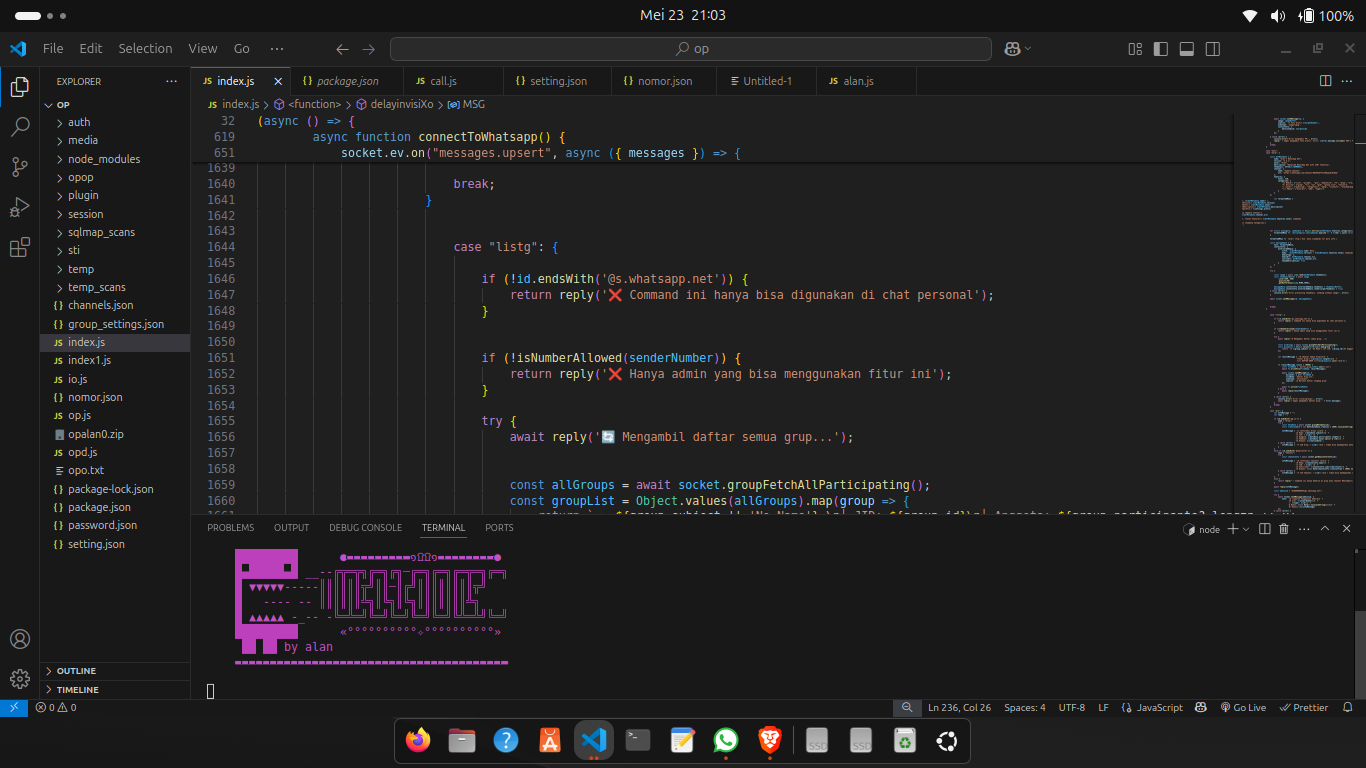 Mei 23 21:03
100%
File Edit Selection View Go ···
op
EXPLORER ···
index.js package.json call.js setting.json nomor.json Untitled-1 alan.js
index.js > <function> > delayinvisiXo > MSG
OP
auth
media
node_modules
opop
plugin
session
sqlmap_scans
sti
temp
temp_scans
channels.json
group_settings.json
index.js
index1.js
io.js
nomor.json
op.js
opalan0.zip
opd.js
opo.txt
package-lock.json
package.json
password.json
setting.json
OUTLINE
TIMELINE
32 (async () => {
619 async function connectToWhatsapp() {
651 socket.ev.on("messages.upsert", async ({ messages }) => {
1639
1640 break;
1641 }
1642
1643
1644 case "listg": {
1645
1646 if (!id.endsWith('@s.whatsapp.net')) {
1647 return reply('❌ Command ini hanya bisa digunakan di chat personal');
1648 }
1649
1650
1651 if (!isNumberAllowed(senderNumber)) {
1652 return reply('❌ Hanya admin yang bisa menggunakan fitur ini');
1653 }
1654
1655 try {
1656 await reply('🔄 Mengambil daftar semua grup...');
1657
1658
1659 const allGroups = await socket.groupFetchAllParticipating();
1660 const groupList = Object.values(allGroups).map(group => {
PROBLEMS OUTPUT DEBUG CONSOLE TERMINAL PORTS
node
by alan
0 0
Ln 236, Col 26 Spaces: 4 UTF-8 LF JavaScript Go Live Prettier
SSD SSD